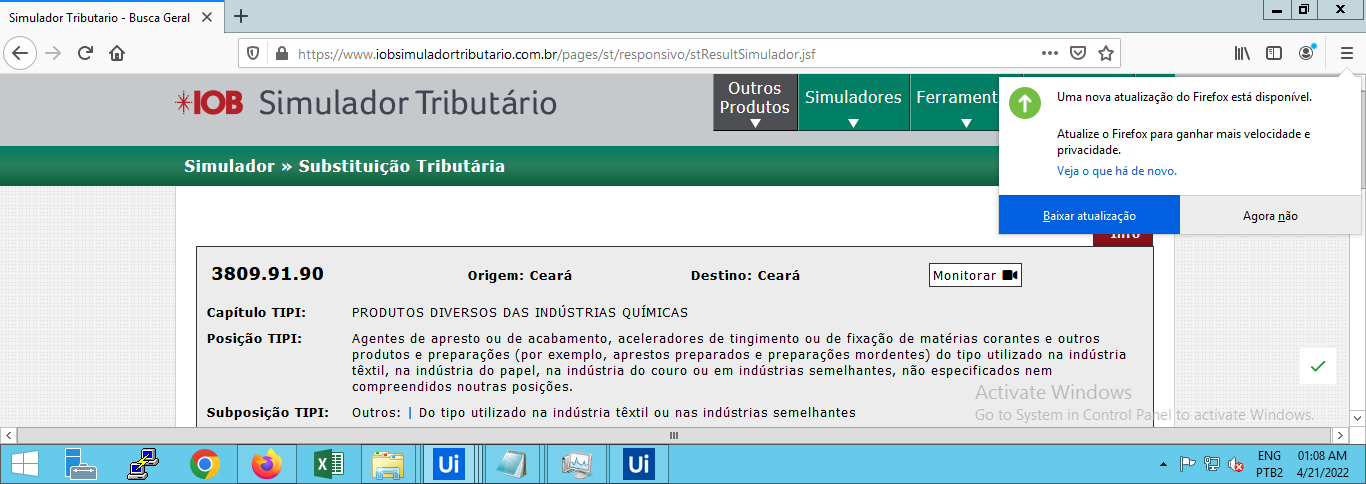 Simulador Tributario - Busca Geral
https://www.iobsimuladortributario.com.br/pages/st/responsivo/stResultSimulador.jsf
IOB Simulador Tributário
Outros Produtos
Simuladores
Ferrament
Uma nova atualização do Firefox está disponível.
Atualize o Firefox para ganhar mais velocidade e
privacidade.
Veja o que há de novo.
Baixar atualização
Agora não
Simulador » Substituição Tributária
Info
3809.91.90
Origem: Ceará
Destino: Ceará
Monitorar
Capítulo TIPI: PRODUTOS DIVERSOS DAS INDÚSTRIAS QUÍMICAS
Posição TIPI: Agentes de apresto ou de acabamento, aceleradores de tingimento ou de fixação de matérias corantes e outros
produtos e preparações (por exemplo, aprestos preparados e preparações mordentes) do tipo utilizado na indústria
têxtil, na indústria do papel, na indústria do couro ou em indústrias semelhantes, não especificados nem
compreendidos noutras posições.
Subposição TIPI: Outros: | Do tipo utilizado na indústria têxtil ou nas indústrias semelhantes
Activate Windows
Go to System in Control Panel to activate Windows.
Ui
Ui
ENG
PTB2
01:08 AM
4/21/2022